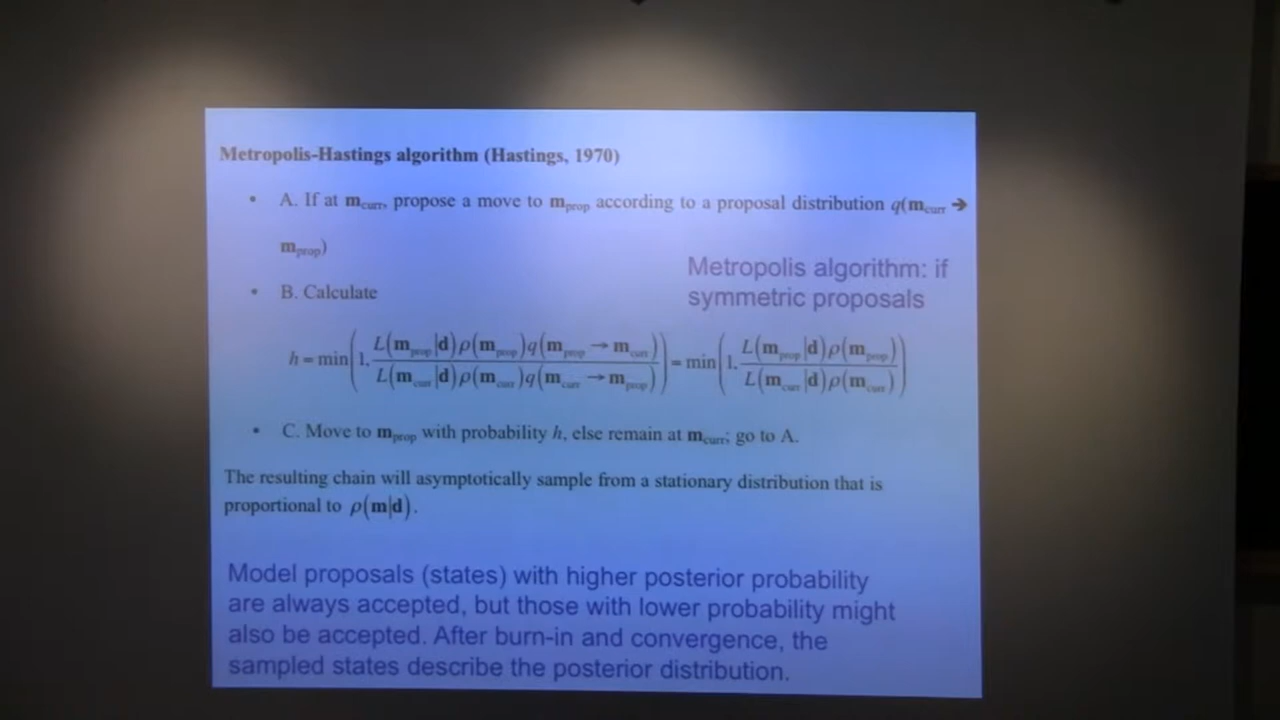 Metropolis-Hastings algorithm (Hastings, 1970)
• A. If at m_curr, propose a move to m_prop according to a proposal distribution q(m_curr ➔
m_prop)
Metropolis algorithm: if
symmetric proposals
• B. Calculate
h = min(1, L(m_prop|d)ρ(m_prop)q(m_prop → m_curr) / L(m_curr|d)ρ(m_curr)q(m_curr → m_prop)) = min(1, L(m_prop|d)ρ(m_prop) / L(m_curr|d)ρ(m_curr))
• C. Move to m_prop with probability h, else remain at m_curr; go to A.
The resulting chain will asymptotically sample from a stationary distribution that is
proportional to ρ(m|d).
Model proposals (states) with higher posterior probability
are always accepted, but those with lower probability might
also be accepted. After burn-in and convergence, the
sampled states describe the posterior distribution.